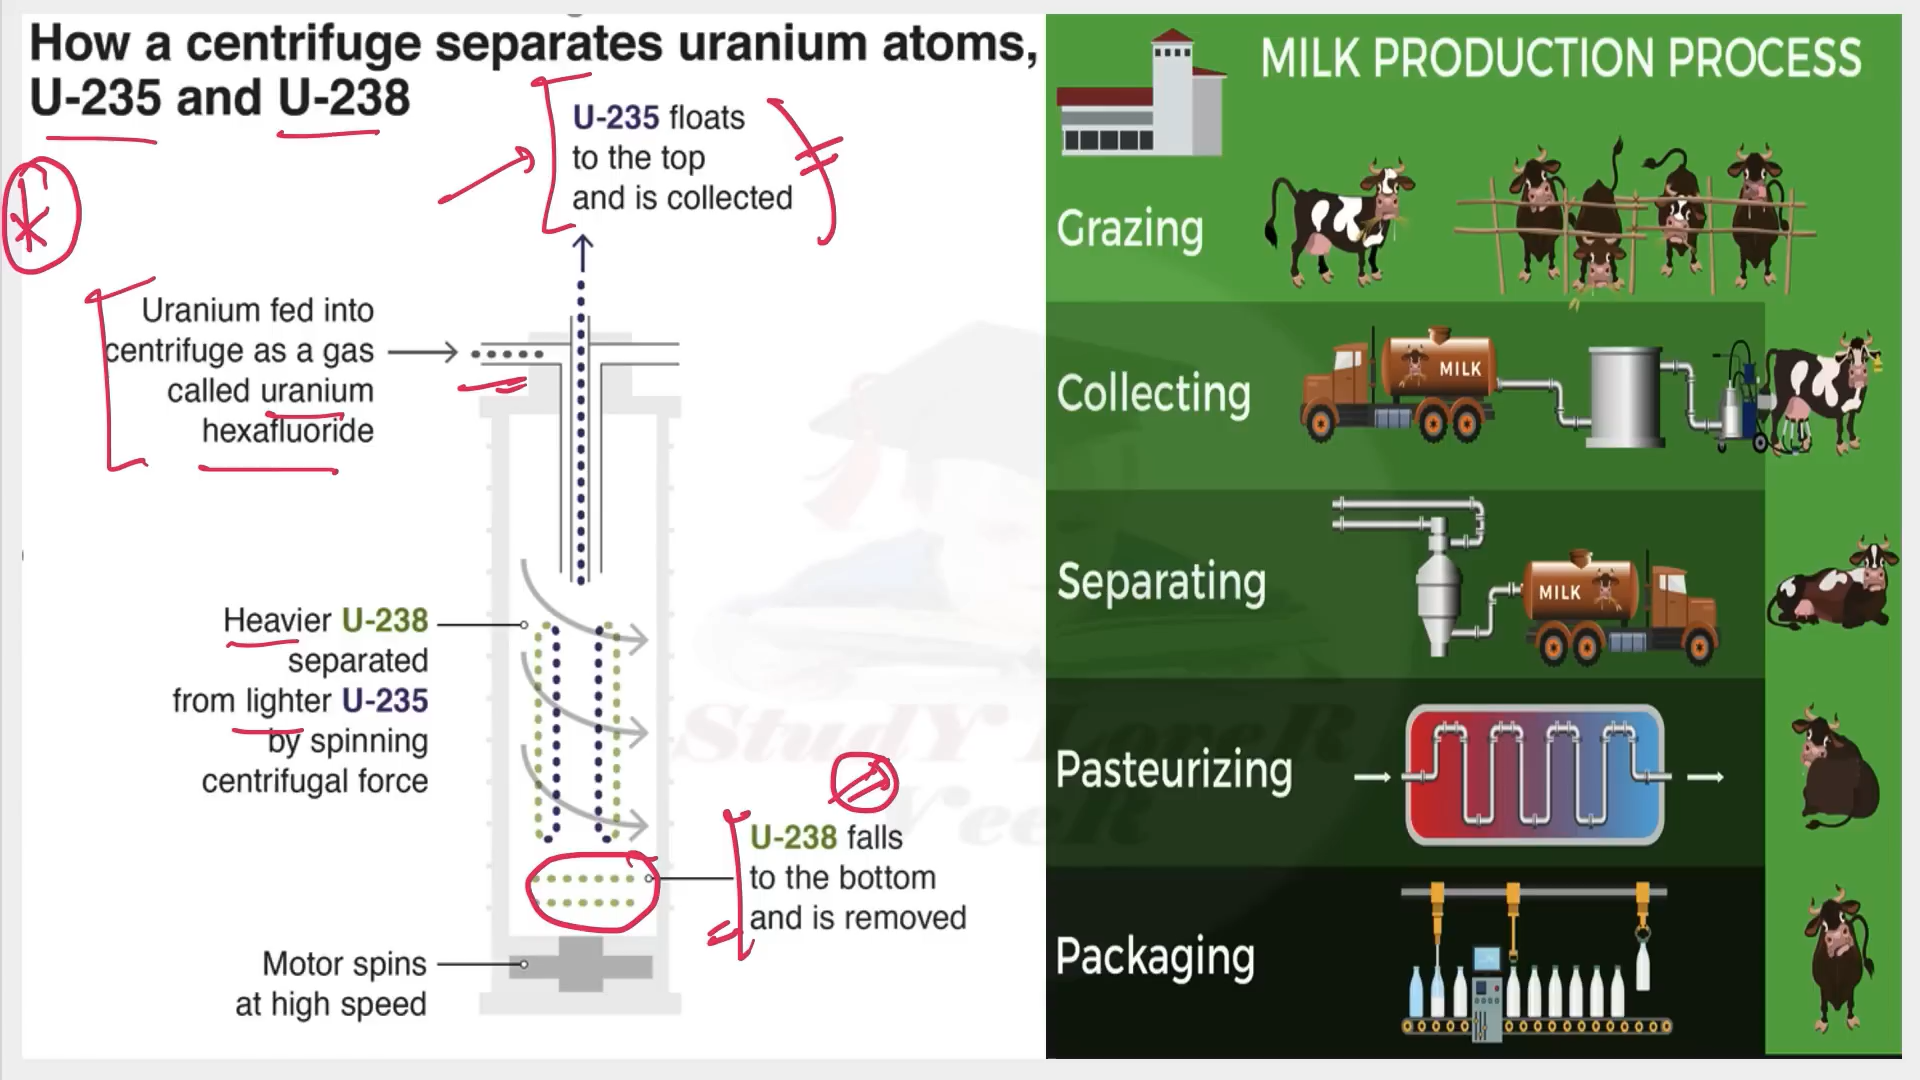 How a centrifuge separates uranium atoms,
U-235 and U-238
U-235 floats
to the top
and is collected
Uranium fed into
centrifuge as a gas
called uranium
hexafluoride
Heavier U-238
separated
from lighter U-235
by spinning
centrifugal force
U-238 falls
to the bottom
and is removed
Motor spins
at high speed
MILK PRODUCTION PROCESS
Grazing
Collecting
MILK
Separating
MILK
Pasteurizing
Packaging
StudY LoveR
VeeR